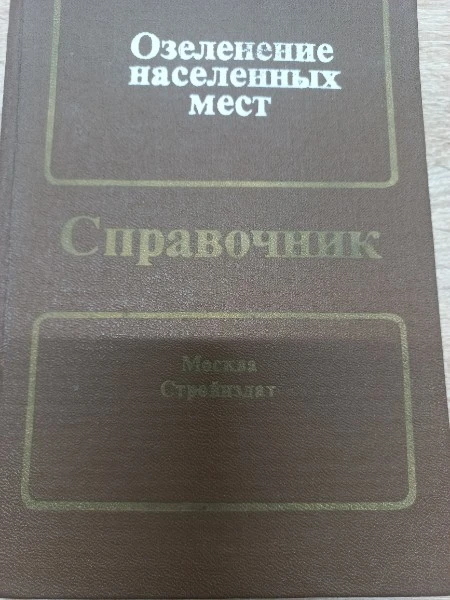 Озеленение
населенных
мест
Справочник
Москва
Стройиздат